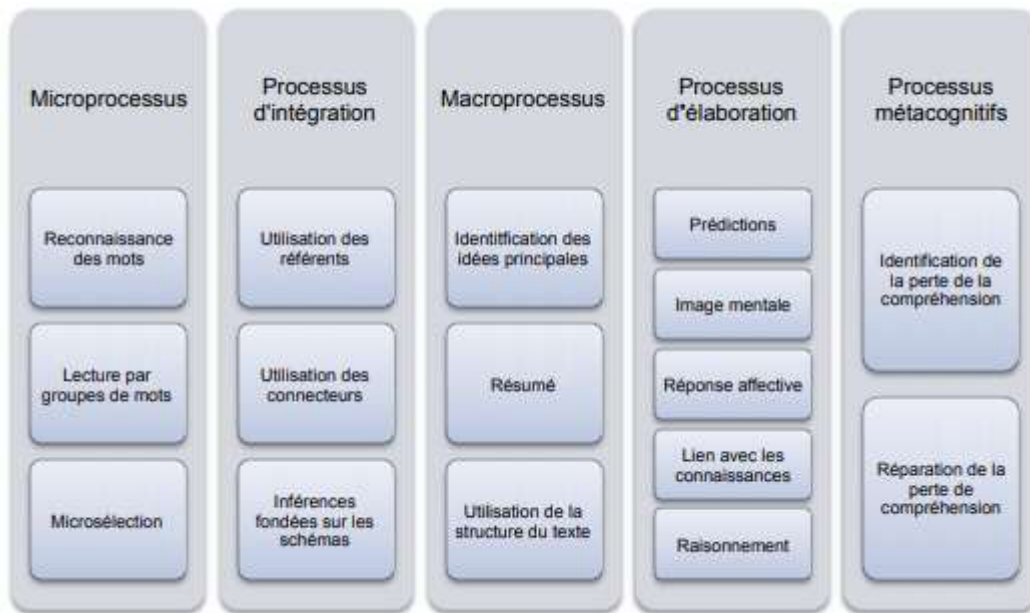 Microprocessus
Reconnaissance
des mots
Lecture par
groupes de mots
Microsélection
Processus
d'intégration
Utilisation des
référents
Utilisation des
connecteurs
Inférences
fondées sur les
schémas
Macroprocessus
Identitfication des
idées principales
Résumé
Utilisation de la
structure du texte
Processus
d"élaboration
Prédictions
Image mentale
Réponse affective
Lien avec les
connaissances
Raisonnement
Processus
métacognitifs
Identification de
la perte de la
compréhension
Réparation de la
perte de
compréhension